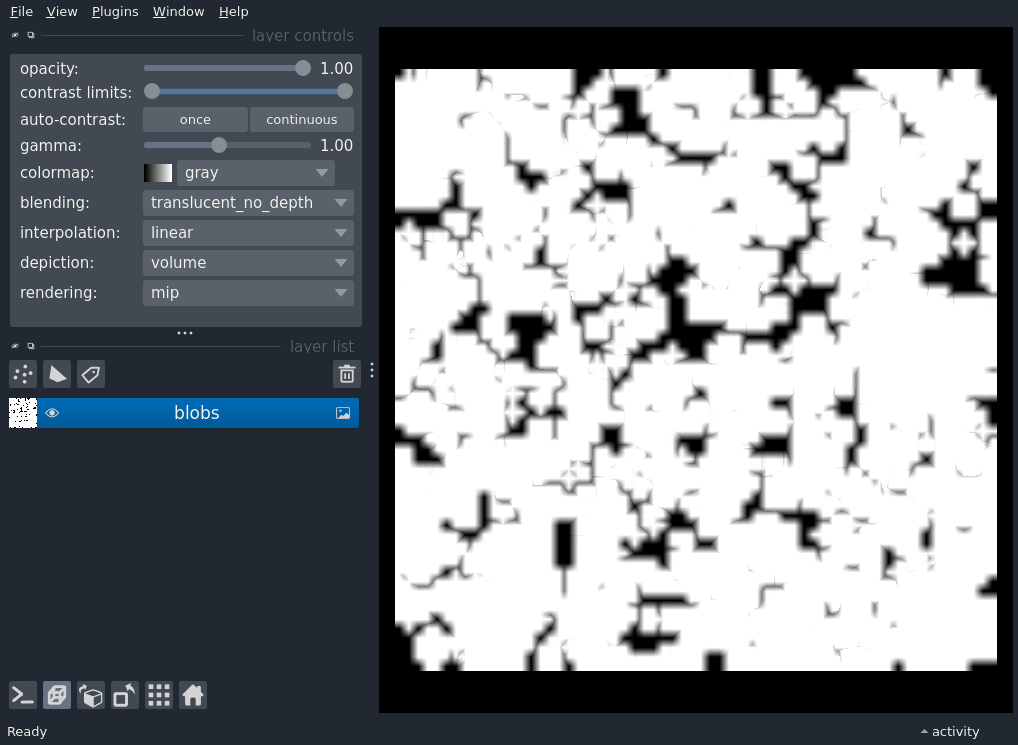 File View Plugins Window Help
layer controls
opacity: 1.00
contrast limits:
auto-contrast: once continuous
gamma: 1.00
colormap: gray
blending: translucent_no_depth
interpolation: linear
depiction: volume
rendering: mip
layer list
blobs
Ready activity